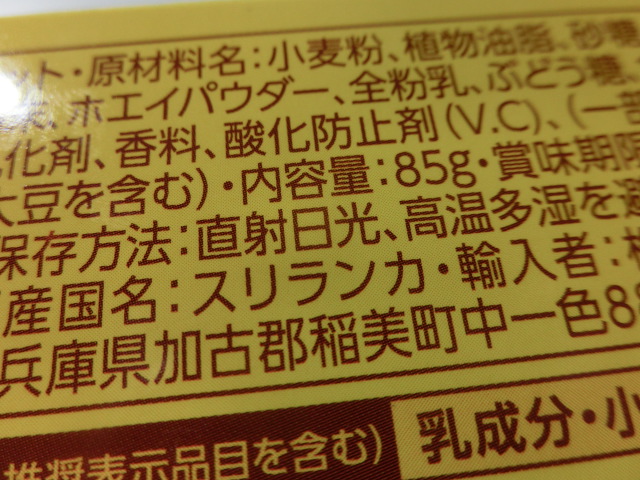 ット・原材料名：小麦粉、植物油脂、砂糖
ホエイパウダー、全粉乳、ぶどう糖、
化剤、香料、酸化防止剤(V.C)、(一部
大豆を含む)・内容量：85g・賞味期限
保存方法：直射日光、高温多湿を避
産国名：スリランカ・輸入者：株
兵庫県加古郡稲美町中一色88
推奨表示品目を含む) 乳成分・小